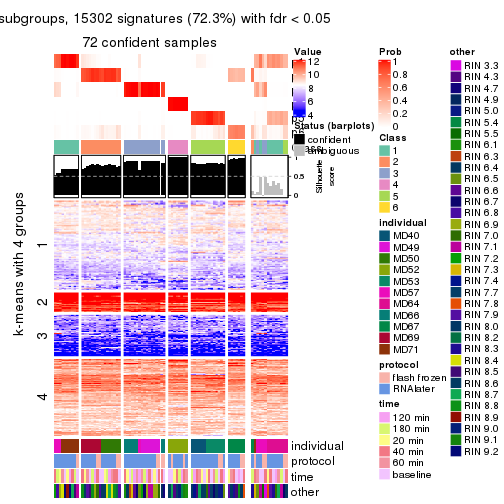 subgroups, 15302 signatures (72.3%) with fdr < 0.05
72 confident samples
k-means with 4 groups
1
2
3
4
1
0.5
0
Silhouette
score
individual
protocol
time
other
Value
12
10
8
6
4
Status (barplots)
confident
ambiguous
Prob
1
0.8
0.6
0.4
0.2
0
Class
1
2
3
4
5
6
individual
MD40
MD49
MD50
MD52
MD53
MD57
MD64
MD66
MD67
MD69
MD71
protocol
flash frozen
RNAlater
time
120 min
180 min
20 min
40 min
60 min
baseline
other
RIN 3.3
RIN 4.3
RIN 4.7
RIN 4.9
RIN 5.0
RIN 5.4
RIN 5.5
RIN 6.1
RIN 6.3
RIN 6.4
RIN 6.5
RIN 6.6
RIN 6.7
RIN 6.8
RIN 6.9
RIN 7.0
RIN 7.1
RIN 7.2
RIN 7.3
RIN 7.4
RIN 7.7
RIN 7.8
RIN 7.9
RIN 8.0
RIN 8.2
RIN 8.3
RIN 8.4
RIN 8.5
RIN 8.6
RIN 8.7
RIN 8.8
RIN 8.9
RIN 9.0
RIN 9.1
RIN 9.2